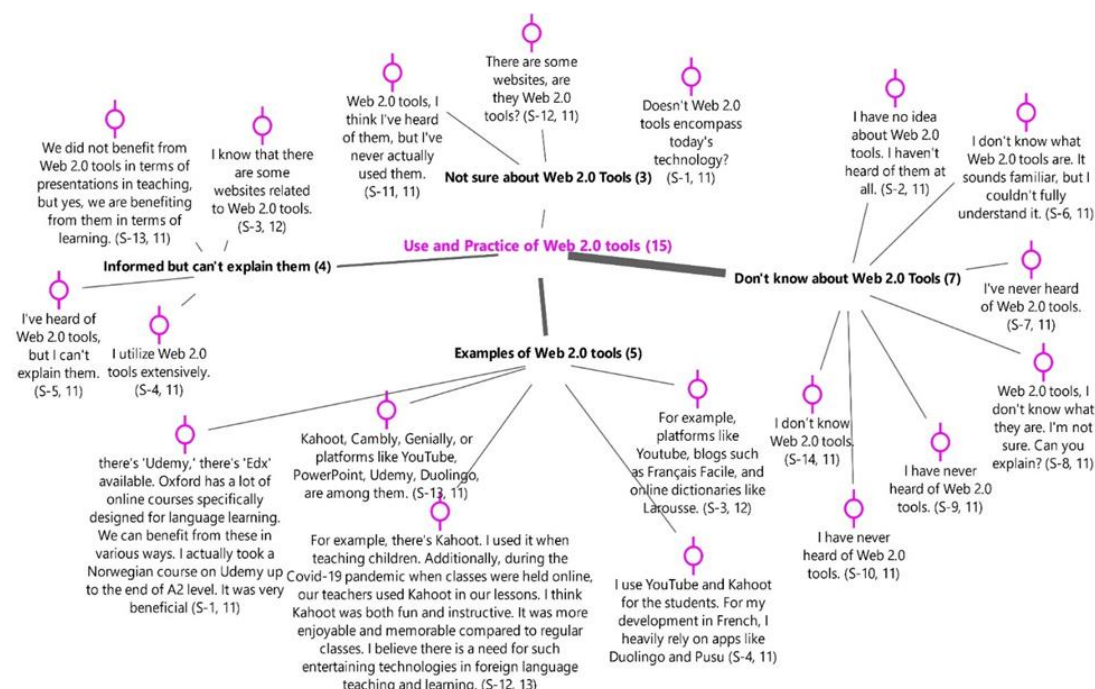 There are some
websites, are
they Web 2.0
tools? (S-12, 11)
Web 2.0 tools, I
think I've heard
of them, but I've
never actually
used them.
(S-11, 11)
Doesn't Web 2.0
tools encompass
today's
technology?
(S-1, 11)
Not sure about Web 2.0 Tools (3)
We did not benefit from
Web 2.0 tools in terms of
presentations in teaching,
but yes, we are benefiting
from them in terms of
learning. (S-13, 11)
I know that there
are some
websites related
to Web 2.0 tools.
(S-3, 12)
I have no idea
about Web 2.0
tools. I haven't
heard of them at
all. (S-2, 11)
I don't know what
Web 2.0 tools are. It
sounds familiar, but I
couldn't fully
understand it. (S-6, 11)
Use and Practice of Web 2.0 tools (15)
Informed but can't explain them (4)
Don't know about Web 2.0 Tools (7)
I've never heard
of Web 2.0 tools.
(S-7, 11)
I've heard of
Web 2.0 tools,
but I can't
explain them.
(S-5, 11)
I utilize Web 2.0
tools extensively.
(S-4, 11)
Examples of Web 2.0 tools (5)
Web 2.0 tools, I
don't know what
they are. I'm not
sure. Can you
explain? (S-8, 11)
I don't know
Web 2.0 tools.
(S-14, 11)
I have never
heard of Web 2.0
tools. (S-9, 11)
I have never
heard of Web 2.0
tools. (S-10, 11)
there's 'Udemy,' there's 'Edx'
available. Oxford has a lot of
online courses specifically
designed for language learning.
We can benefit from these in
various ways. I actually took a
Norwegian course on Udemy up
to the end of A2 level. It was very
beneficial (S-1, 11)
Kahoot, Cambly, Genially, or
platforms like YouTube,
PowerPoint, Udemy, Duolingo,
are among them. (S-13, 11)
For example,
platforms like
Youtube, blogs such
as Français Facile, and
online dictionaries like
Larousse. (S-3, 12)
For example, there's Kahoot. I used it when
teaching children. Additionally, during the
Covid-19 pandemic when classes were held online,
our teachers used Kahoot in our lessons. I think
Kahoot was both fun and instructive. It was more
enjoyable and memorable compared to regular
classes. I believe there is a need for such
entertaining technologies in foreign language
teaching and learning. (S-12, 13)
I use YouTube and Kahoot
for the students. For my
development in French, I
heavily rely on apps like
Duolingo and Pusu (S-4, 11)